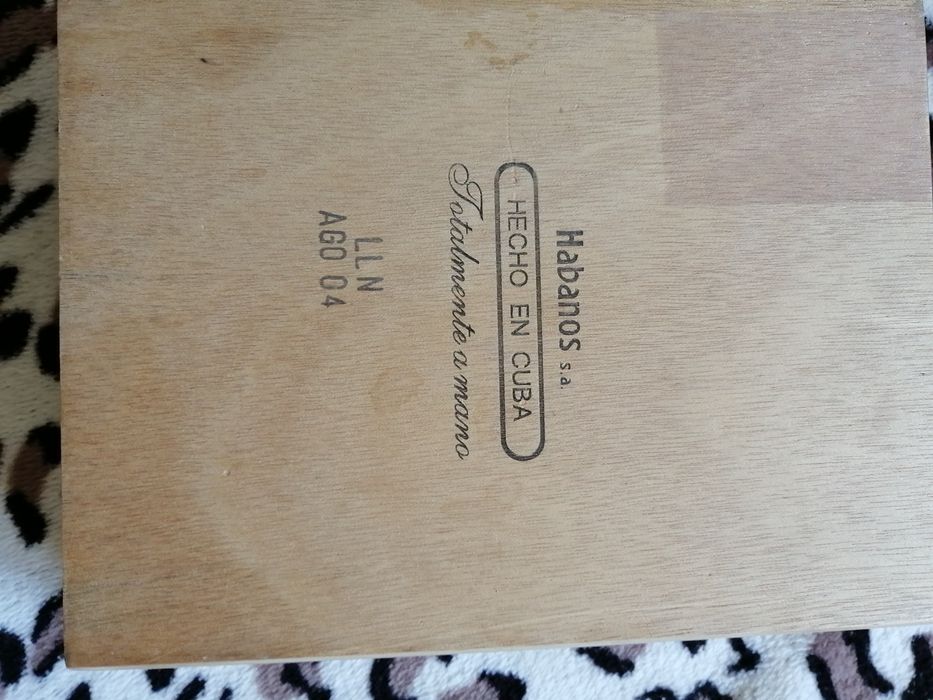 Habanos s.a.
HECHO EN CUBA
Totalmente a mano
LLN
AGO 04